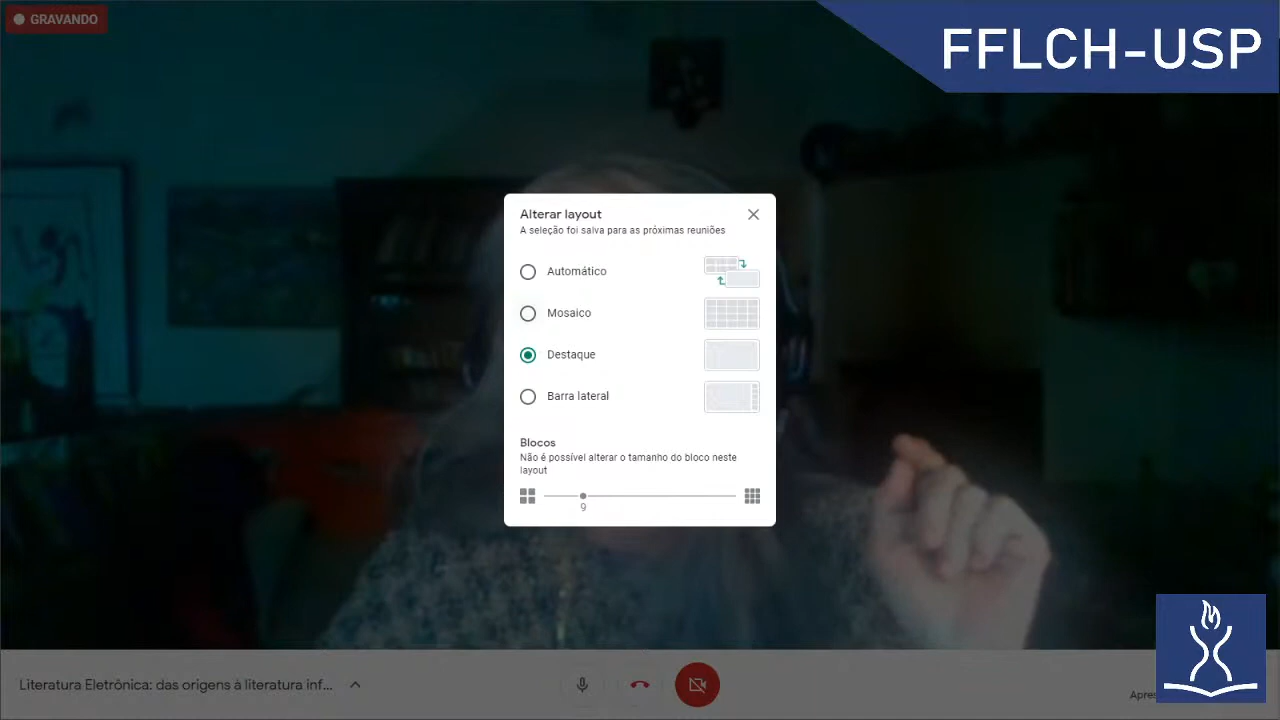 GRAVANDO
FFLCH-USP
Alterar layout
A seleção foi salva para as próximas reuniões
Automático
Mosaico
Destaque
Barra lateral
Blocos
Não é possível alterar o tamanho do bloco neste
layout
9
Literatura Eletrônica: das origens à literatura inf...
Apres